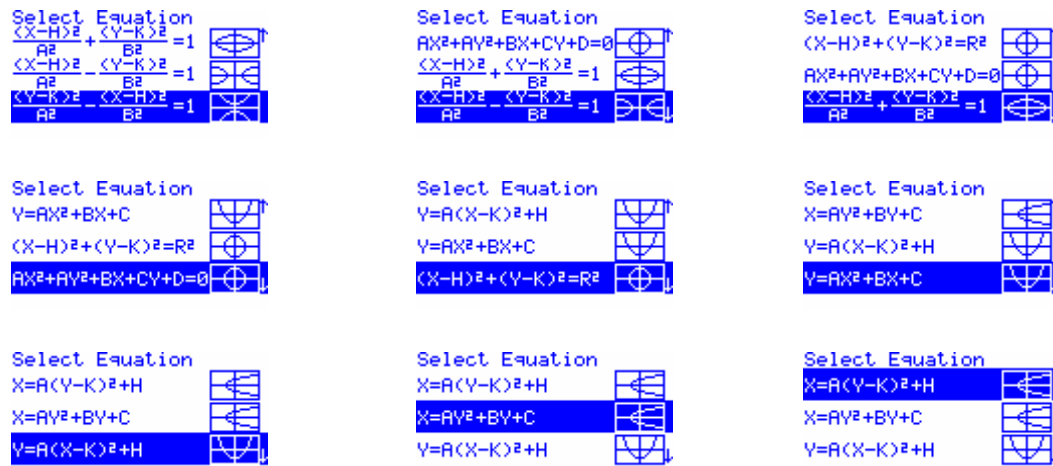 Select Equation
(X-H)²/A²+(Y-K)²/B²=1
(X-H)²/A²-(Y-K)²/B²=1
(Y-K)²/A²-(X-H)²/B²=1
Select Equation
AX²+AY²+BX+CY+D=0
(X-H)²/A²+(Y-K)²/B²=1
(X-H)²/A²-(Y-K)²/B²=1
Select Equation
(X-H)²+(Y-K)²=R²
AX²+AY²+BX+CY+D=0
(X-H)²/A²+(Y-K)²/B²=1
Select Equation
Y=AX²+BX+C
(X-H)²+(Y-K)²=R²
AX²+AY²+BX+CY+D=0
Select Equation
Y=A(X-K)²+H
Y=AX²+BX+C
(X-H)²+(Y-K)²=R²
Select Equation
X=AY²+BY+C
Y=A(X-K)²+H
Y=AX²+BX+C
Select Equation
X=A(Y-K)²+H
X=AY²+BY+C
Y=A(X-K)²+H
Select Equation
X=A(Y-K)²+H
X=AY²+BY+C
Y=A(X-K)²+H
Select Equation
X=A(Y-K)²+H
X=AY²+BY+C
Y=A(X-K)²+H